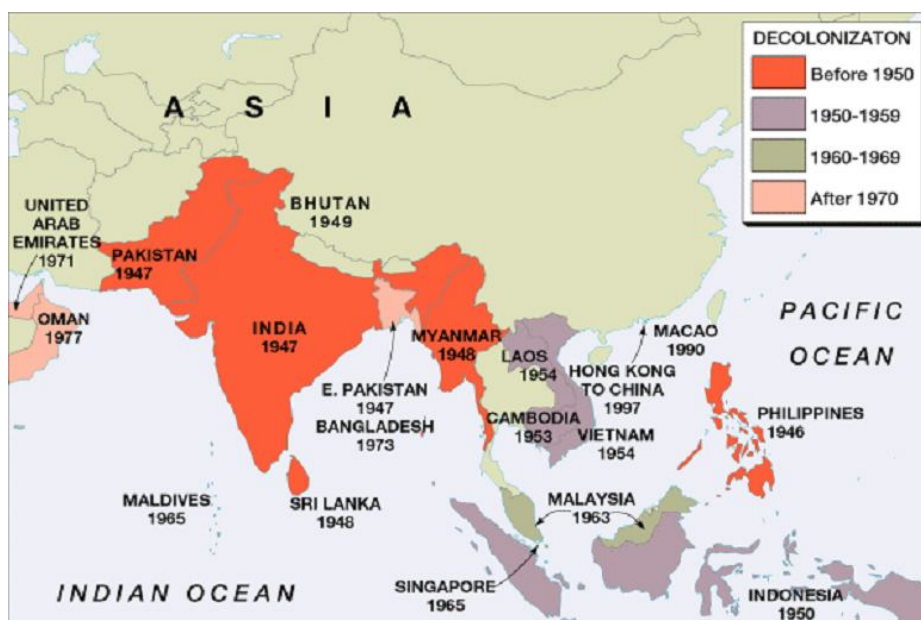 DECOLONIZATON
Before 1950
1950-1959
1960-1969
After 1970
A S I A
BHUTAN
1949
UNITED
ARAB
EMIRATES
1971
PAKISTAN
1947
OMAN
1977
INDIA
1947
MYANMAR
1948
E. PAKISTAN
1947
BANGLADESH
1973
LAOS
1954
CAMBODIA
1953
VIETNAM
1954
HONG KONG
TO CHINA
1997
MACAO
1990
PACIFIC
OCEAN
PHILIPPINES
1946
MALDIVES
1965
SRI LANKA
1948
MALAYSIA
1963
SINGAPORE
1965
INDONESIA
1950
INDIAN OCEAN